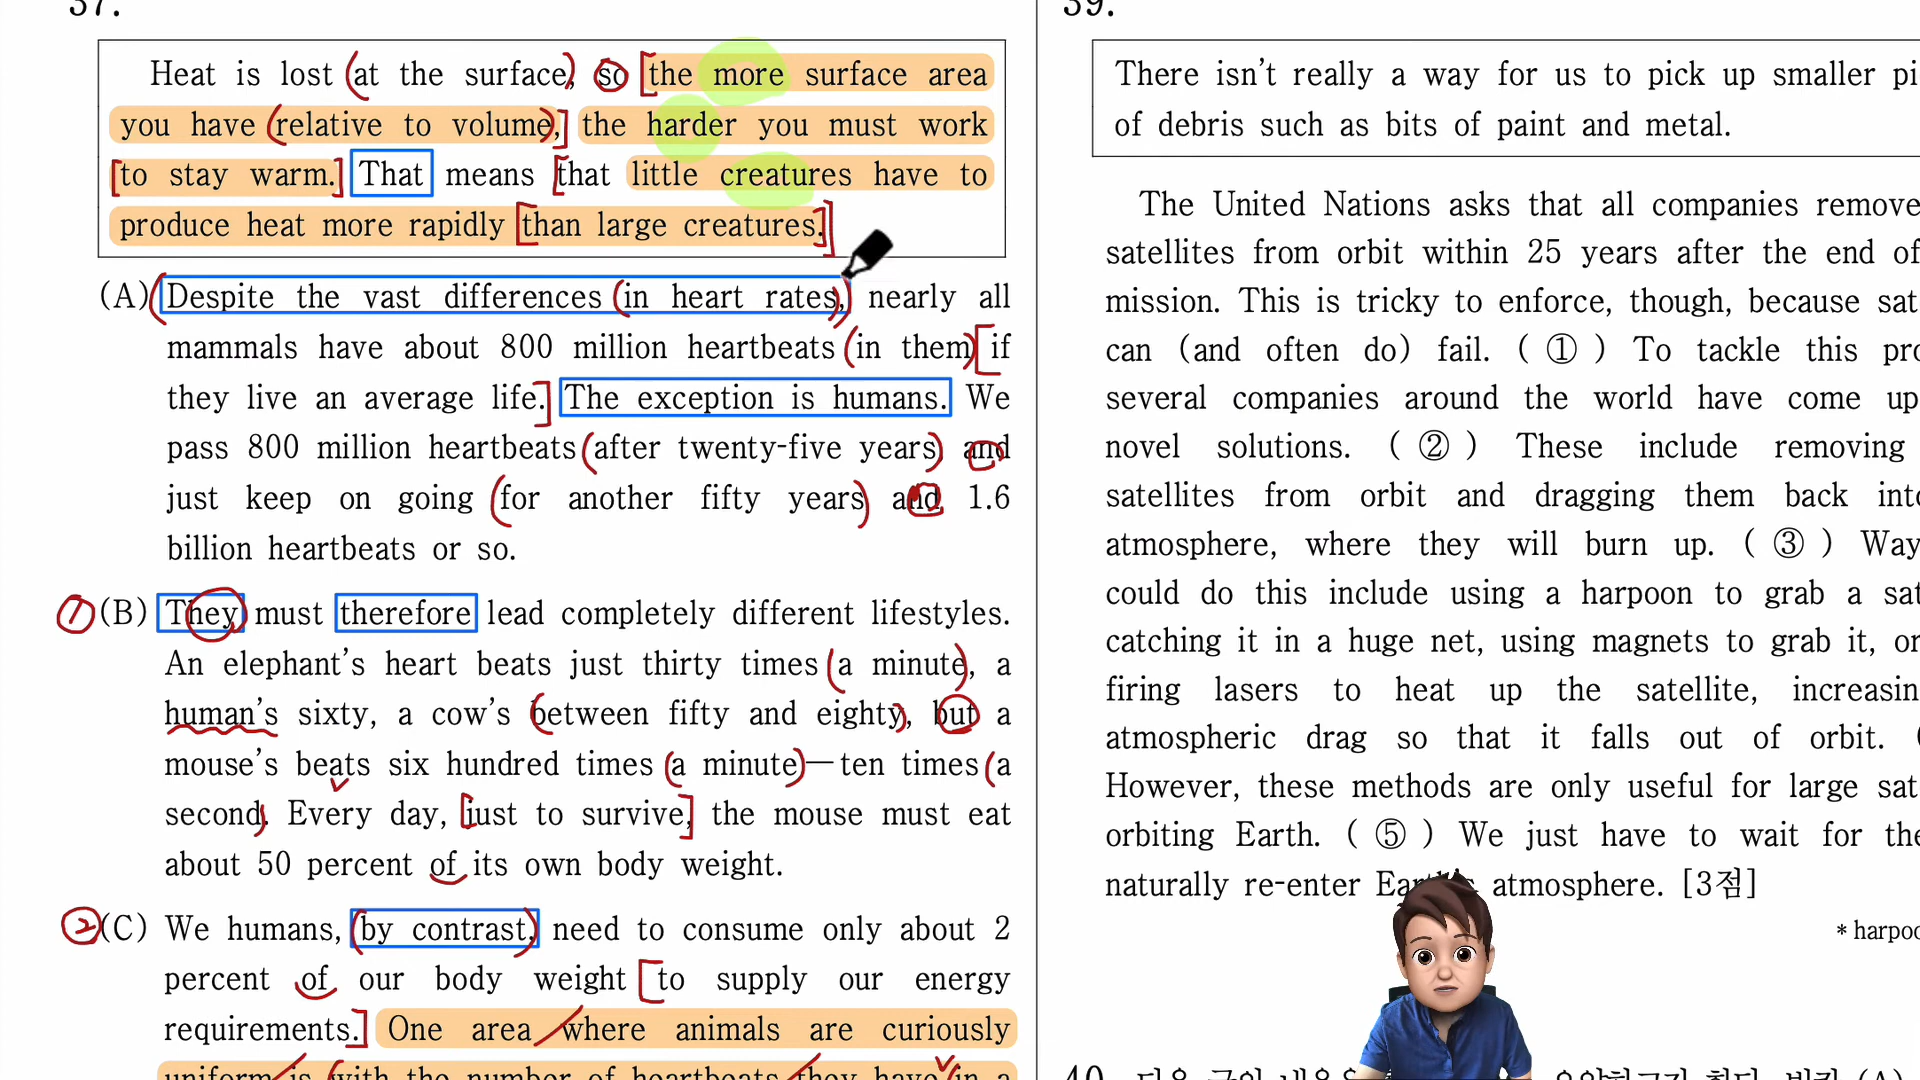 37.
Heat is lost at the surface, so the more surface area
you have relative to volume, the harder you must work
to stay warm. That means that little creatures have to
produce heat more rapidly than large creatures.
(A) Despite the vast differences in heart rates, nearly all
mammals have about 800 million heartbeats in them if
they live an average life. The exception is humans. We
pass 800 million heartbeats after twenty-five years, and
just keep on going for another fifty years and 1.6
billion heartbeats or so.
① (B) They must therefore lead completely different lifestyles.
An elephant's heart beats just thirty times a minute, a
human's sixty, a cow's between fifty and eighty, but a
mouse's beats six hundred times a minute—ten times a
second. Every day, just to survive, the mouse must eat
about 50 percent of its own body weight.
② (C) We humans, by contrast, need to consume only about 2
percent of our body weight to supply our energy
requirements. One area where animals are curiously
uniform is with the number of heartbeats they have in a
39.
There isn't really a way for us to pick up smaller pi
of debris such as bits of paint and metal.
The United Nations asks that all companies remove
satellites from orbit within 25 years after the end of
mission. This is tricky to enforce, though, because sat
can (and often do) fail. ( ① ) To tackle this pro
several companies around the world have come up
novel solutions. ( ② ) These include removing
satellites from orbit and dragging them back into
atmosphere, where they will burn up. ( ③ ) Way
could do this include using a harpoon to grab a sat
catching it in a huge net, using magnets to grab it, or
firing lasers to heat up the satellite, increasin
atmospheric drag so that it falls out of orbit. (
However, these methods are only useful for large sat
orbiting Earth. ( ⑤ ) We just have to wait for the
naturally re-enter Earth's atmosphere. [3점]
* harpoo
40.